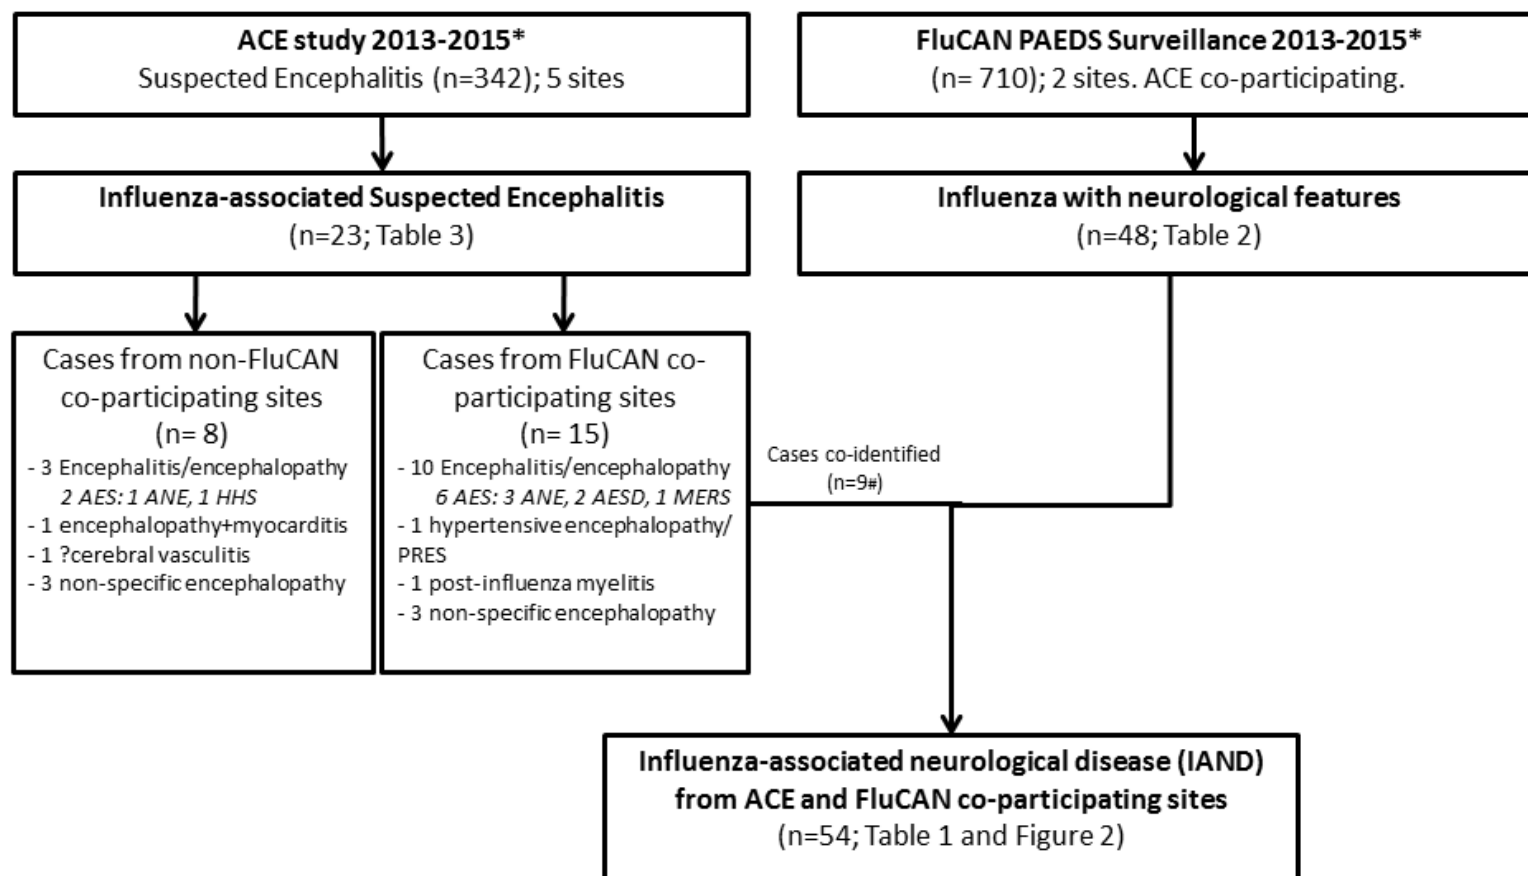 ACE study 2013-2015*
Suspected Encephalitis (n=342); 5 sites
FluCAN PAEDS Surveillance 2013-2015*
(n= 710); 2 sites. ACE co-participating.
Influenza-associated Suspected Encephalitis
(n=23; Table 3)
Influenza with neurological features
(n=48; Table 2)
Cases from non-FluCAN
co-participating sites
(n= 8)
- 3 Encephalitis/encephalopathy
2 AES: 1 ANE, 1 HHS
- 1 encephalopathy+myocarditis
- 1 ?cerebral vasculitis
- 3 non-specific encephalopathy
Cases from FluCAN co-
participating sites
(n= 15)
- 10 Encephalitis/encephalopathy
6 AES: 3 ANE, 2 AESD, 1 MERS
- 1 hypertensive encephalopathy/
PRES
- 1 post-influenza myelitis
- 3 non-specific encephalopathy
Cases co-identified
(n=9#)
Influenza-associated neurological disease (IAND)
from ACE and FluCAN co-participating sites
(n=54; Table 1 and Figure 2)